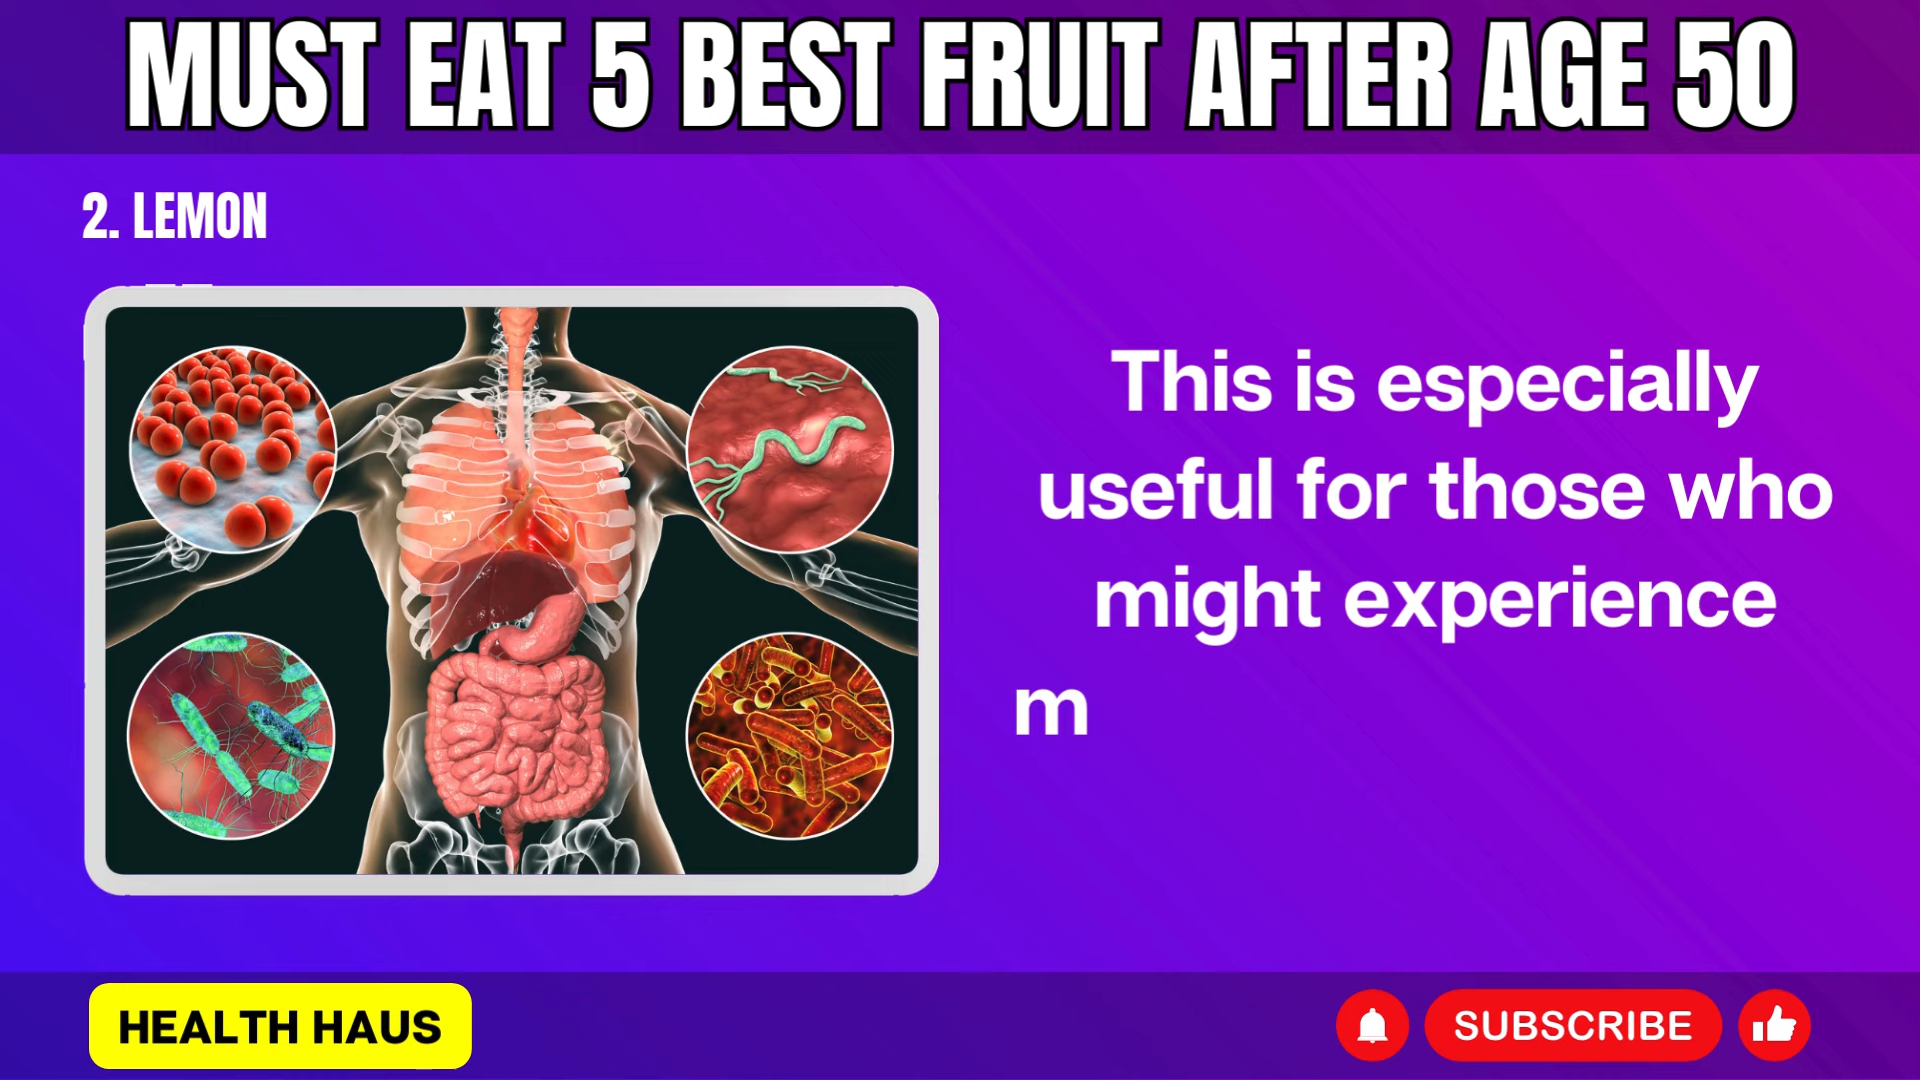 MUST EAT 5 BEST FRUIT AFTER AGE 50
2. LEMON
This is especially
useful for those who
might experience
m
HEALTH HAUS
SUBSCRIBE